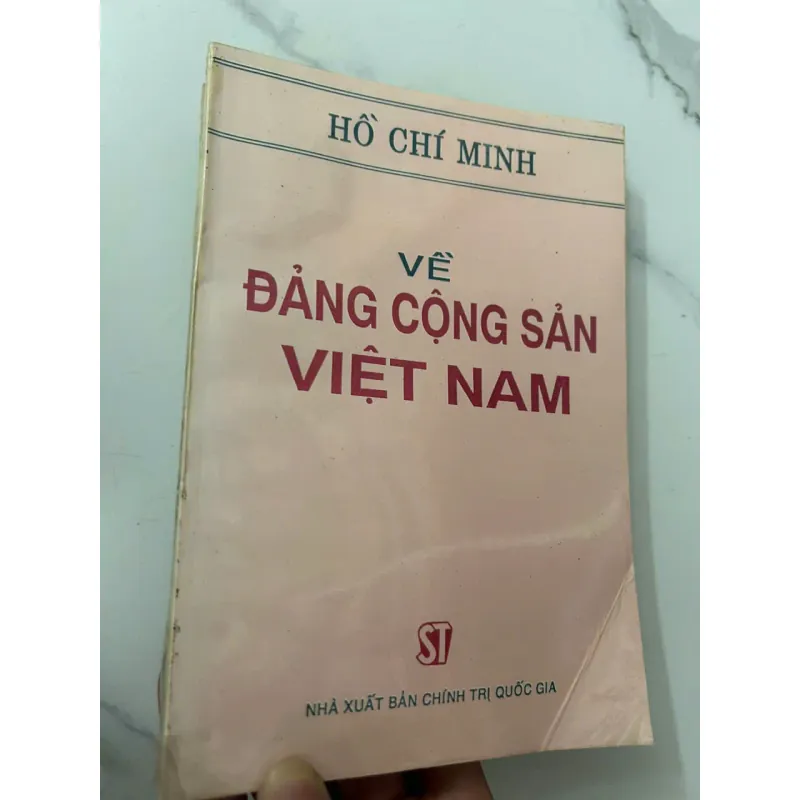 HỒ CHÍ MINH
VỀ
ĐẢNG CỘNG SẢN
VIỆT NAM
ST
NHÀ XUẤT BẢN CHÍNH TRỊ QUỐC GIA